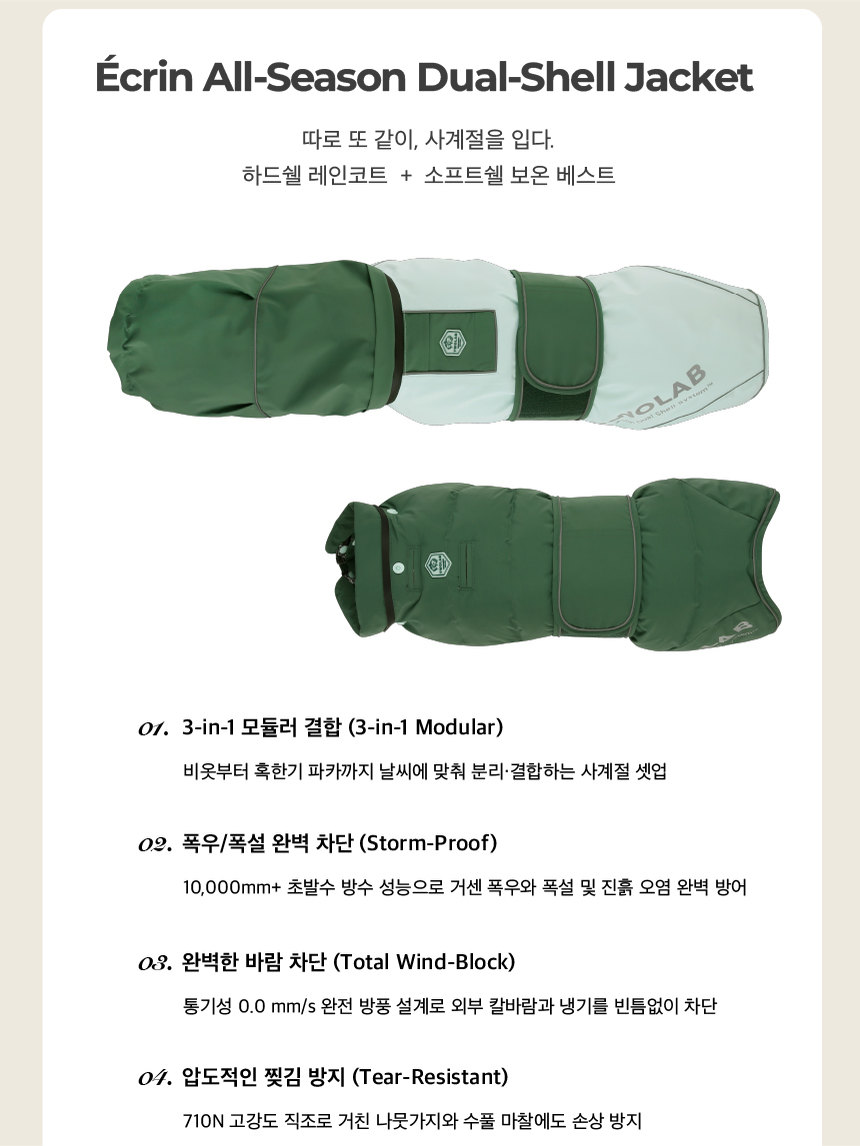 Écrin All-Season Dual-Shell Jacket
따로 또 같이, 사계절을 입다.
하드쉘 레인코트 + 소프트쉘 보온 베스트
NOLAB
Dual Shell System™
LAB
01. 3-in-1 모듈러 결합 (3-in-1 Modular)
비옷부터 혹한기 파카까지 날씨에 맞춰 분리·결합하는 사계절 셋업
02. 폭우/폭설 완벽 차단 (Storm-Proof)
10,000mm+ 초발수 방수 성능으로 거센 폭우와 폭설 및 진흙 오염 완벽 방어
03. 완벽한 바람 차단 (Total Wind-Block)
통기성 0.0 mm/s 완전 방풍 설계로 외부 칼바람과 냉기를 빈틈없이 차단
04. 압도적인 찢김 방지 (Tear-Resistant)
710N 고강도 직조로 거친 나뭇가지와 수풀 마찰에도 손상 방지